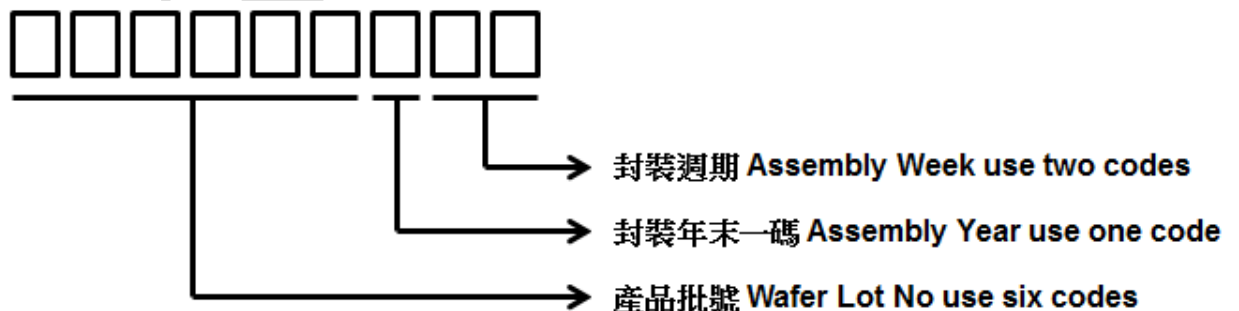 封裝週期 Assembly Week use two codes
封裝年末一碼 Assembly Year use one code
產品批號 Wafer Lot No use six codes